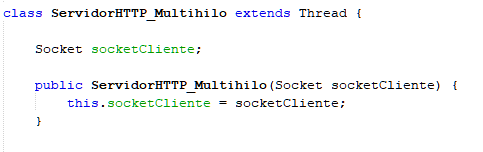 class ServidorHTTP_Multihilo extends Thread {
Socket socketCliente;
public ServidorHTTP_Multihilo(Socket socketCliente) {
this.socketCliente = socketCliente;
}